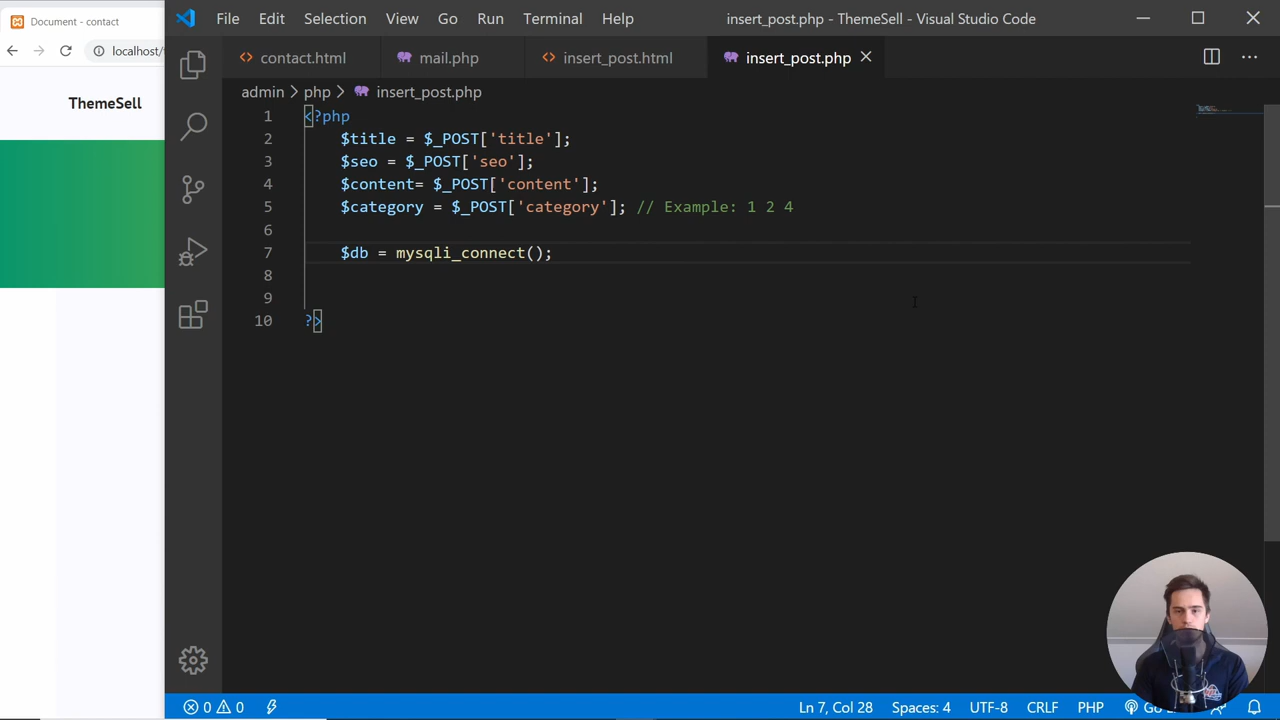 Document - contact
localhost/
ThemeSell
File Edit Selection View Go Run Terminal Help
insert_post.php - ThemeSell - Visual Studio Code
contact.html mail.php insert_post.html insert_post.php
admin > php > insert_post.php
1 <?php
2 $title = $_POST['title'];
3 $seo = $_POST['seo'];
4 $content= $_POST['content'];
5 $category = $_POST['category']; // Example: 1 2 4
6
7 $db = mysqli_connect();
8
9
10 ?>
0 0
Ln 7, Col 28 Spaces: 4 UTF-8 CRLF PHP